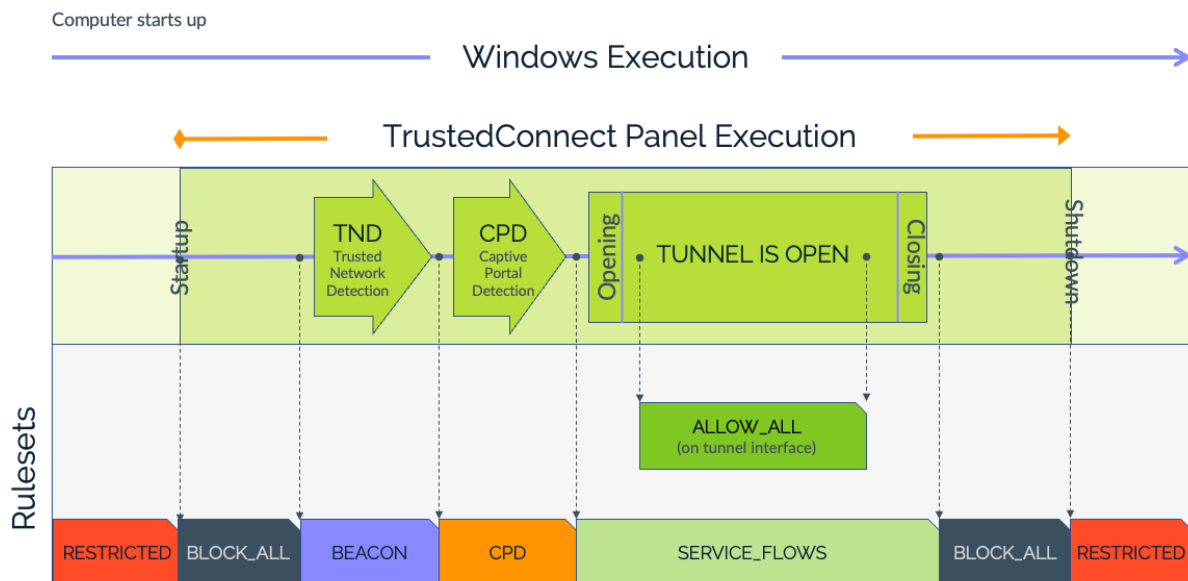 Computer starts up
Windows Execution
TrustedConnect Panel Execution
Startup
TND
Trusted
Network
Detection
CPD
Captive
Portal
Detection
Opening
TUNNEL IS OPEN
Closing
Shutdown
Rulesets
ALLOW_ALL
(on tunnel interface)
RESTRICTED
BLOCK_ALL
BEACON
CPD
SERVICE_FLOWS
BLOCK_ALL
RESTRICTED